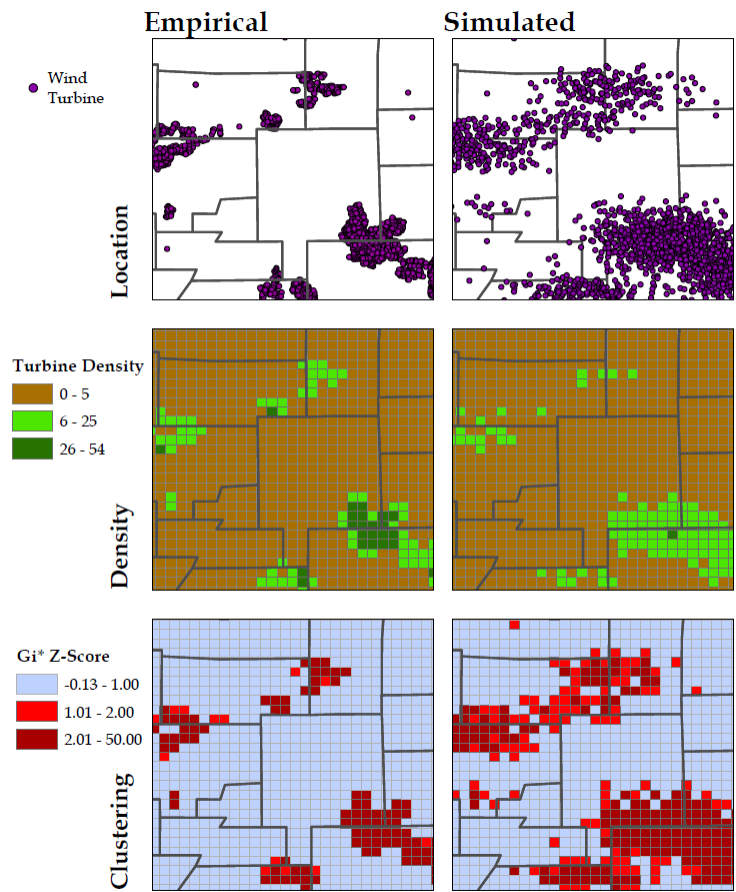 Empirical
Simulated
Wind
Turbine
Location
Turbine Density
0 - 5
6 - 25
26 - 54
Density
Gi* Z-Score
-0.13 - 1.00
1.01 - 2.00
2.01 - 50.00
Clustering